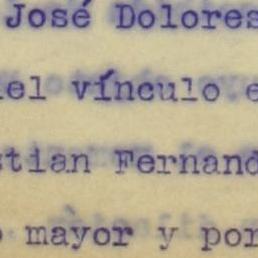 José Dolores
el vínculo e
stian Fernand
mayor y por